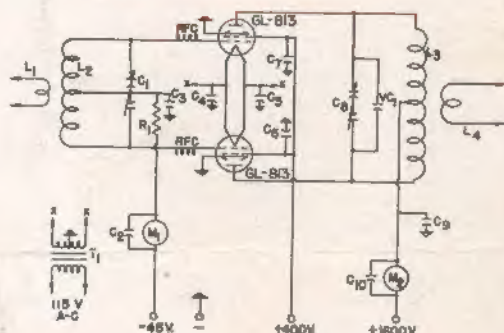 GL-813
RFC
L1
L2
C1
C3
R1
C4
C5
C7
C6
RFC
GL-813
C8
VC1
L3
L4
C2
M1
C9
C10
M2
X X
T1
115 V
A-C
-45V.
-
+400V.
+1600V.